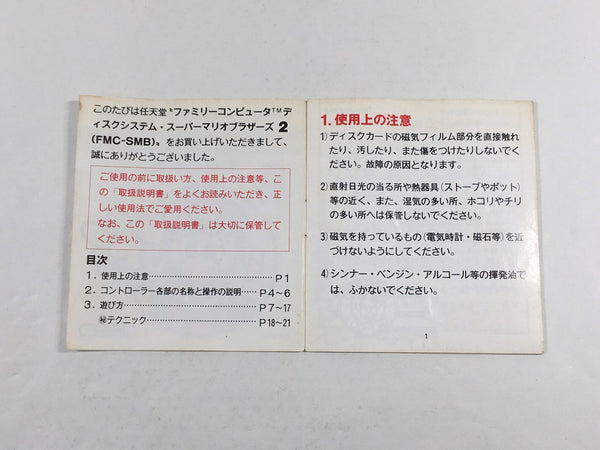 このたびは任天堂〝ファミリーコンピュータ™ディ
ィスクシステム・スーパーマリオブラザーズ 2
(FMC-SMB)〟をお買い上げいただきまして、
誠にありがとうございました。
ご使用の前に取扱い方、使用上の注意等、こ
の「取扱説明書」をよくお読みいただき、正
しい使用法でご愛用ください。
なお、この「取扱説明書」は大切に保管して
ください。
目次
1．使用上の注意……………………………P1
2．コントローラー各部の名称と操作の説明……P4~6
3．遊び方……………………………………P7~17
㊙テクニック………………………………P18~21
1. 使用上の注意
1)ディスクカードの磁気フィルム部分を直接触れ
たり、汚したり、また傷をつけたりしないでく
ださい。故障の原因となります。
2)直射日光の当る所や熱器具(ストーブやポット)
等の近く、また、湿気の多い所、ホコリやチリ
の多い所へは保管しないでください。
3)磁気を持っているもの(電気時計・磁石等)を近
づけないようにしてください。
4)シンナー・ベンジン・アルコール等の揮発油で
は、ふかないでください。
1